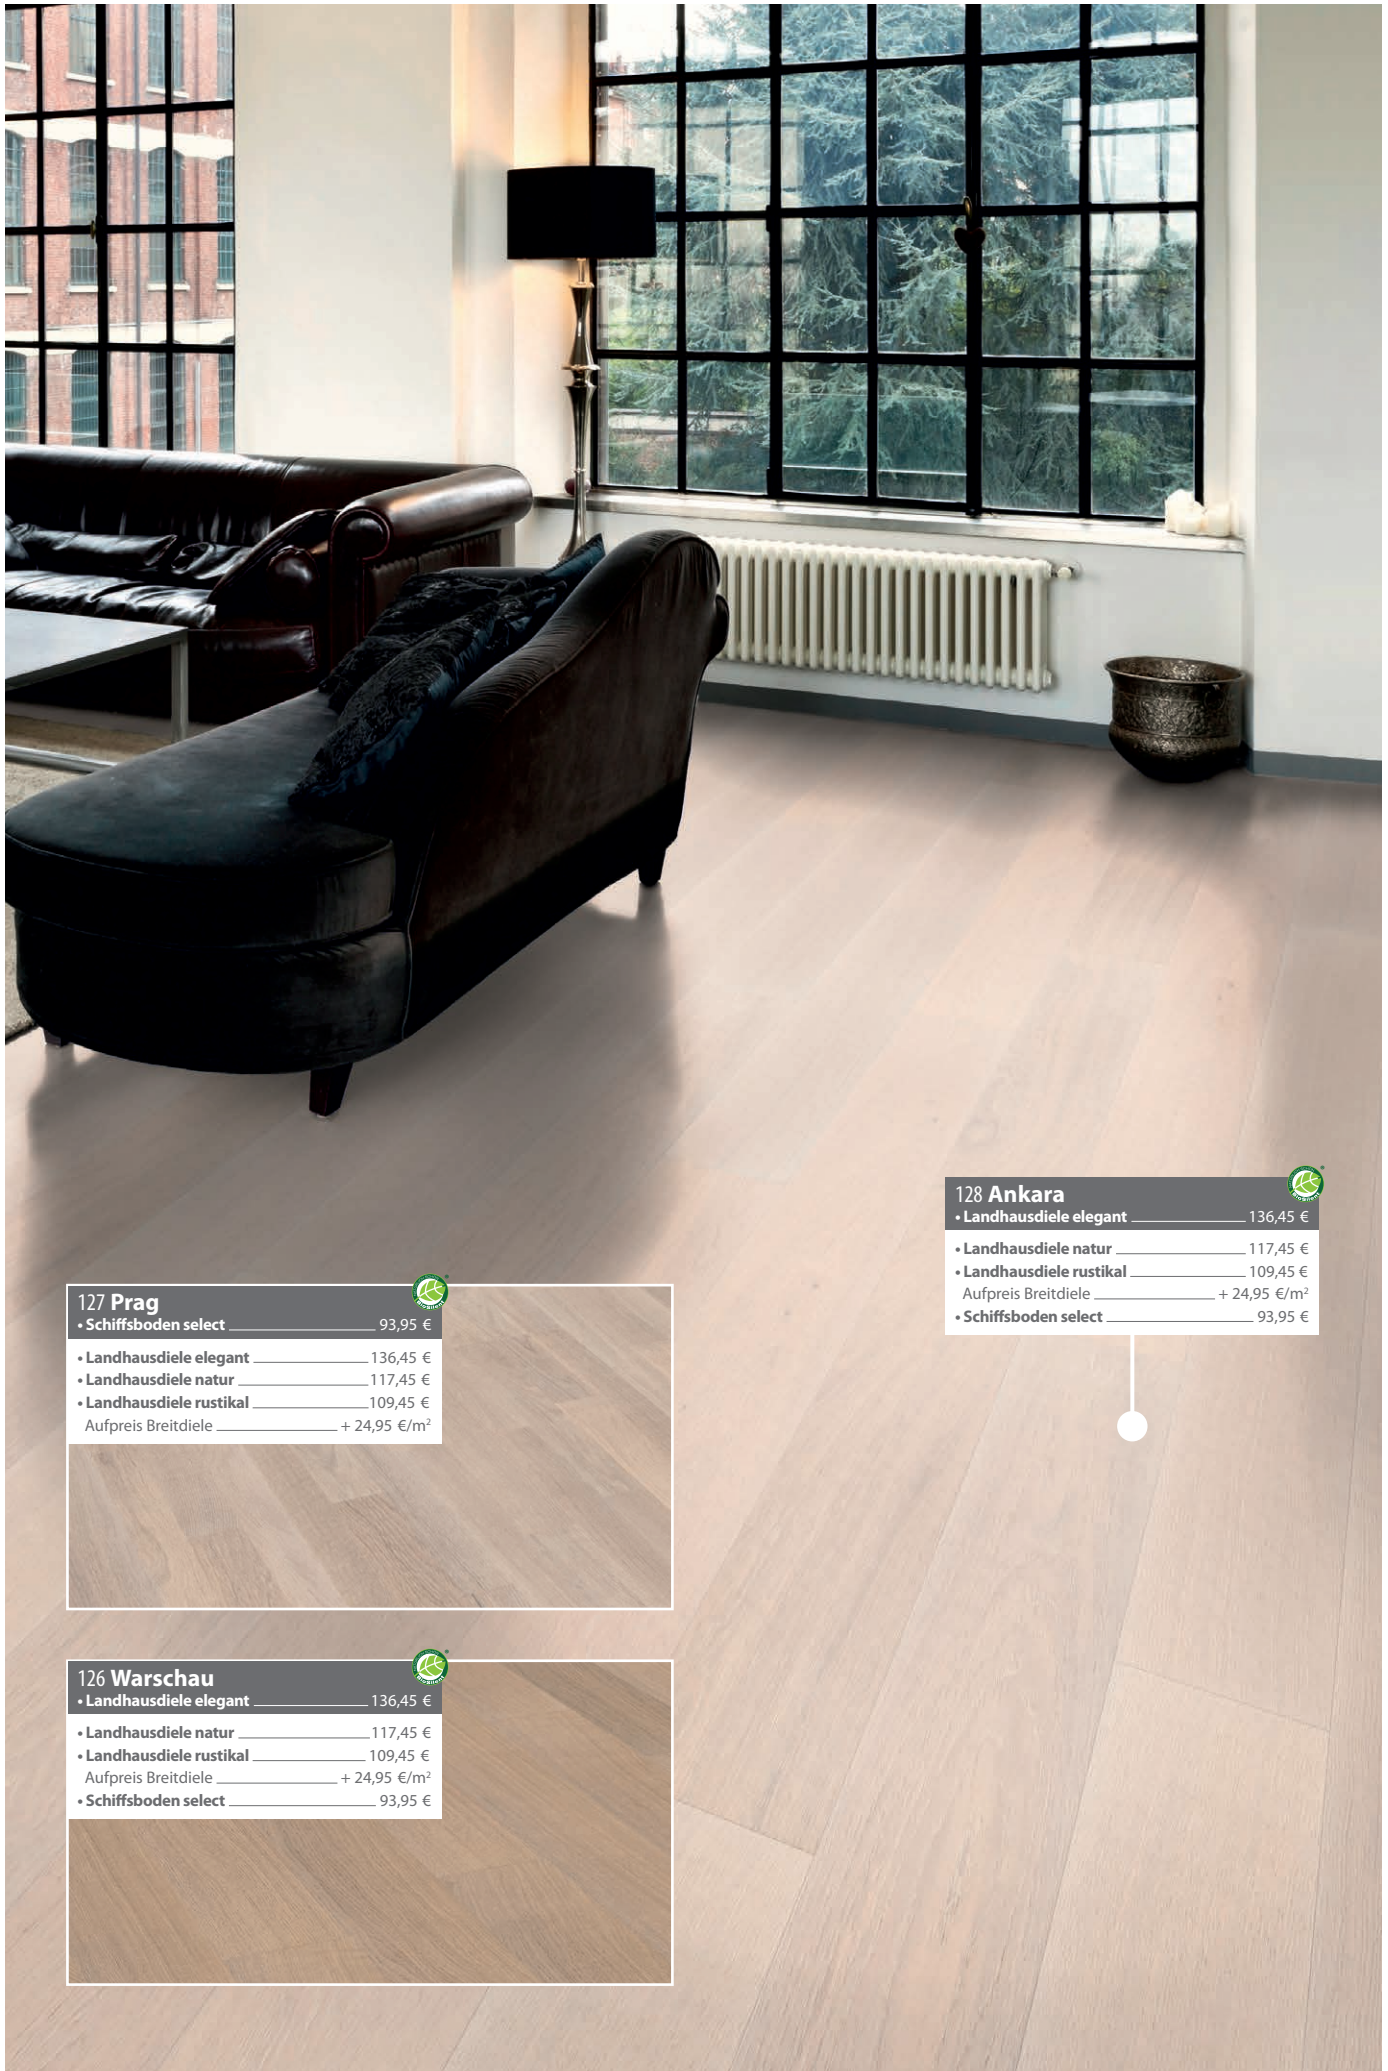 128 Ankara
• Landhausdiele elegant 136,45 €
• Landhausdiele natur 117,45 €
• Landhausdiele rustikal 109,45 €
Aufpreis Breitdiele + 24,95 €/m²
• Schiffsboden select 93,95 €
127 Prag
• Schiffsboden select 93,95 €
• Landhausdiele elegant 136,45 €
• Landhausdiele natur 117,45 €
• Landhausdiele rustikal 109,45 €
Aufpreis Breitdiele + 24,95 €/m²
126 Warschau
• Landhausdiele elegant 136,45 €
• Landhausdiele natur 117,45 €
• Landhausdiele rustikal 109,45 €
Aufpreis Breitdiele + 24,95 €/m²
• Schiffsboden select 93,95 €